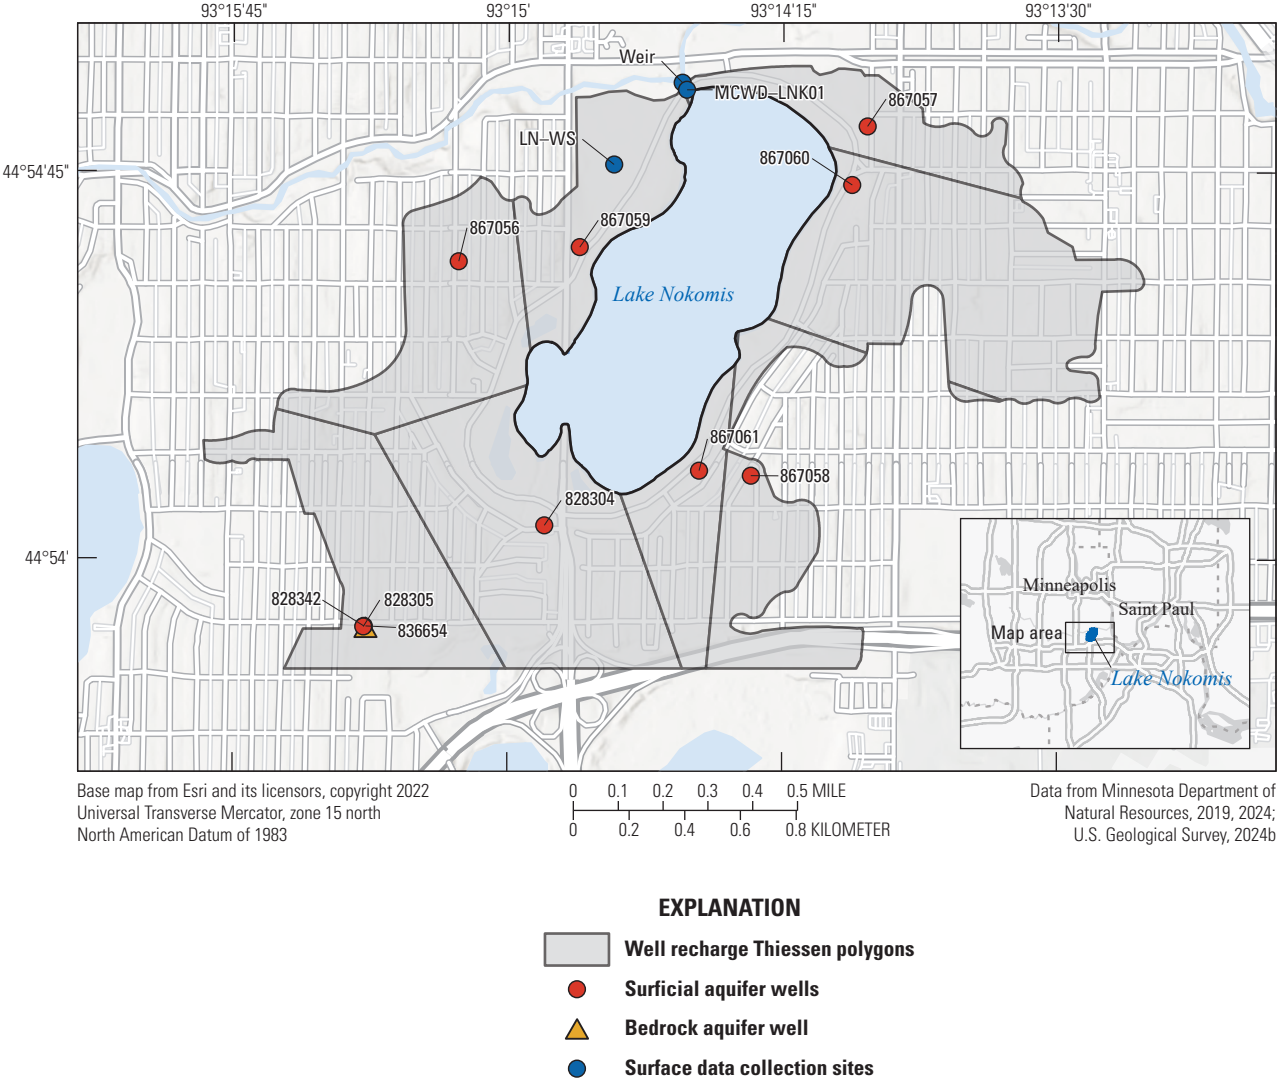 93°15'45"
93°15'
93°14'15"
93°13'30"
Weir
MCWD–LNK01
867057
LN–WS
867060
44°54'45"
867059
867056
Lake Nokomis
867061
867058
828304
44°54'
Minneapolis
828342
828305
Saint Paul
836654
Map area
Lake Nokomis
Base map from Esri and its licensors, copyright 2022
Universal Transverse Mercator, zone 15 north
North American Datum of 1983
0 0.1 0.2 0.3 0.4 0.5 MILE
0 0.2 0.4 0.6 0.8 KILOMETER
Data from Minnesota Department of
Natural Resources, 2019, 2024;
U.S. Geological Survey, 2024b
EXPLANATION
Well recharge Thiessen polygons
Surficial aquifer wells
Bedrock aquifer well
Surface data collection sites